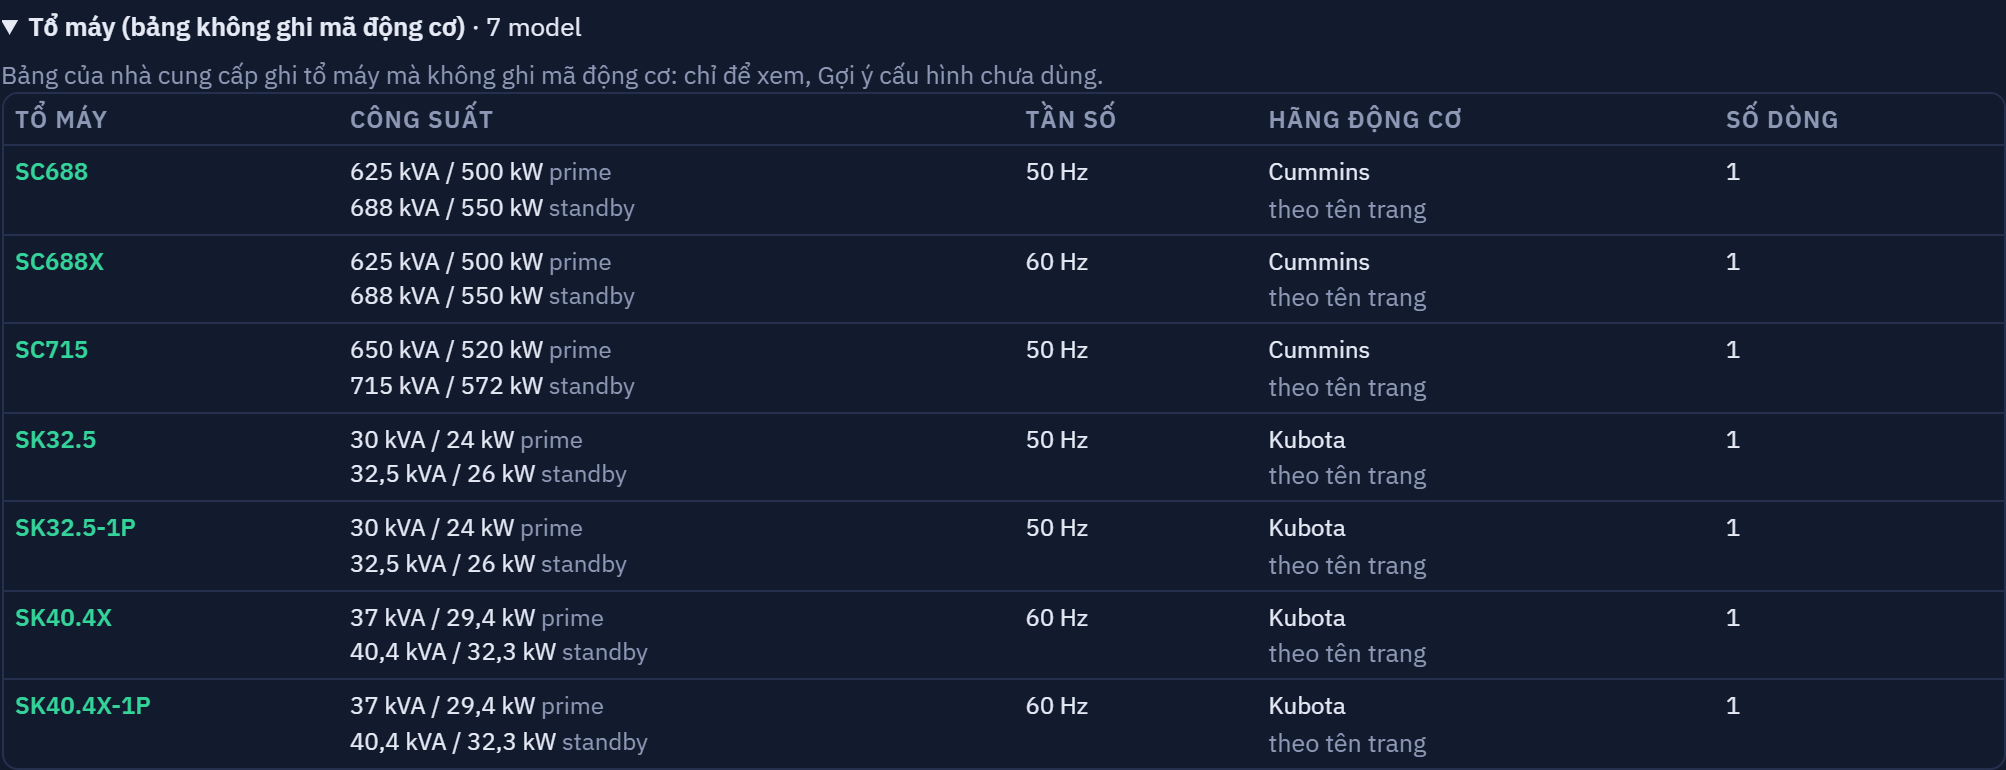 ▼ Tổ máy (bảng không ghi mã động cơ) · 7 model
Bảng của nhà cung cấp ghi tổ máy mà không ghi mã động cơ: chỉ để xem, Gợi ý cấu hình chưa dùng.
TỔ MÁY CÔNG SUẤT TẦN SỐ HÃNG ĐỘNG CƠ SỐ DÒNG
SC688 625 kVA / 500 kW prime 50 Hz Cummins 1
688 kVA / 550 kW standby theo tên trang
SC688X 625 kVA / 500 kW prime 60 Hz Cummins 1
688 kVA / 550 kW standby theo tên trang
SC715 650 kVA / 520 kW prime 50 Hz Cummins 1
715 kVA / 572 kW standby theo tên trang
SK32.5 30 kVA / 24 kW prime 50 Hz Kubota 1
32,5 kVA / 26 kW standby theo tên trang
SK32.5-1P 30 kVA / 24 kW prime 50 Hz Kubota 1
32,5 kVA / 26 kW standby theo tên trang
SK40.4X 37 kVA / 29,4 kW prime 60 Hz Kubota 1
40,4 kVA / 32,3 kW standby theo tên trang
SK40.4X-1P 37 kVA / 29,4 kW prime 60 Hz Kubota 1
40,4 kVA / 32,3 kW standby theo tên trang